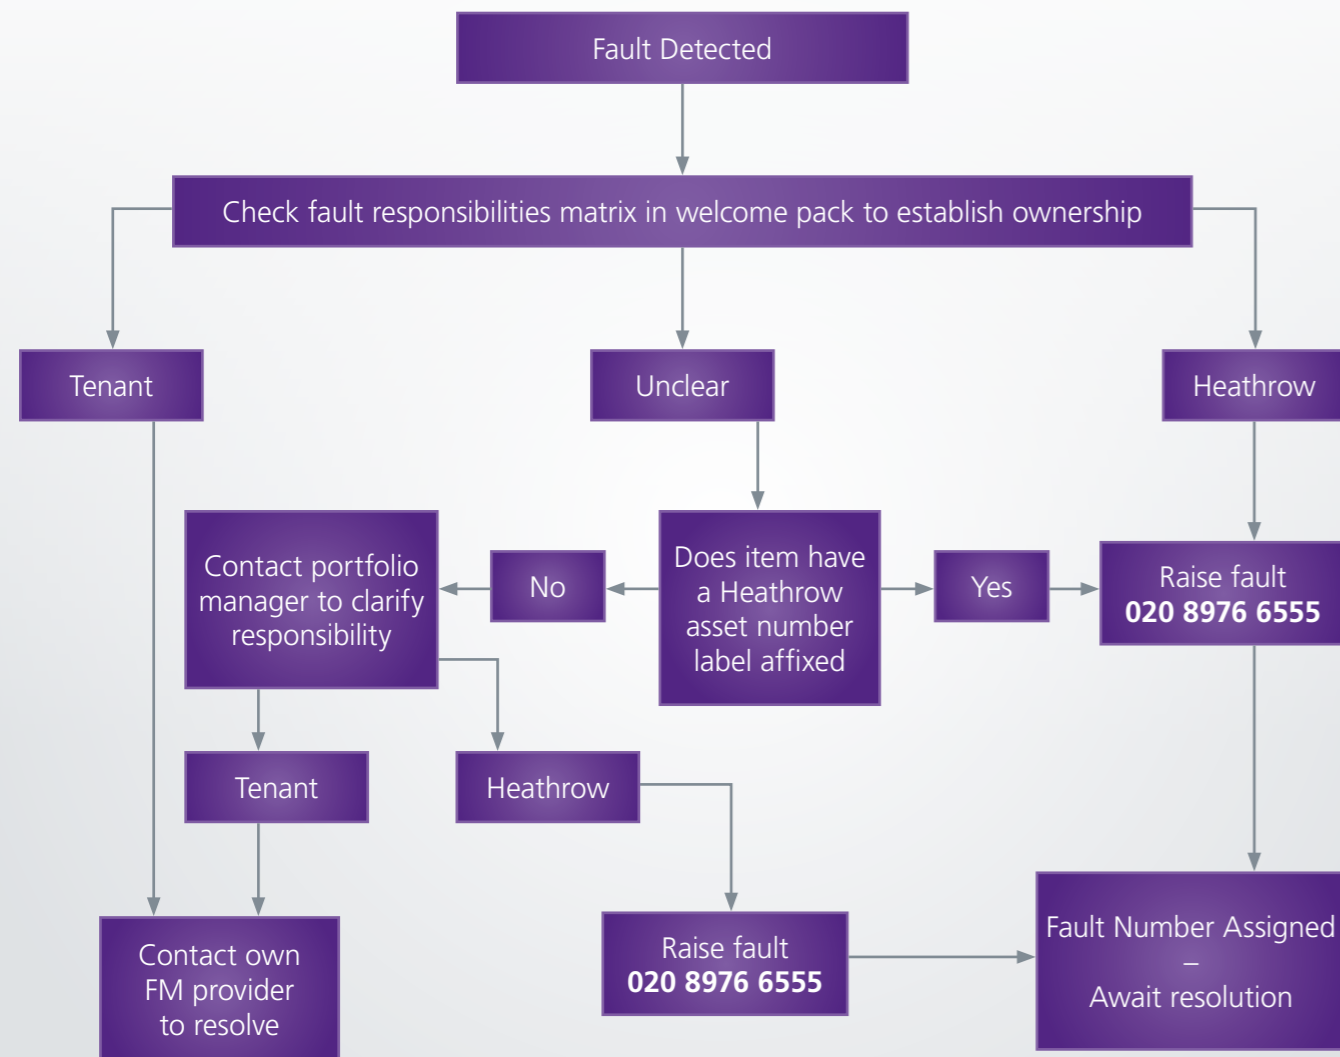 Fault Detected
Check fault responsibilities matrix in welcome pack to establish ownership
Tenant
Unclear
Heathrow
Contact portfolio
manager to clarify
responsibility
No
Does item have
a Heathrow
asset number
label affixed
Yes
Raise fault
020 8976 6555
Tenant
Heathrow
Contact own
FM provider
to resolve
Raise fault
020 8976 6555
Fault Number Assigned
–
Await resolution